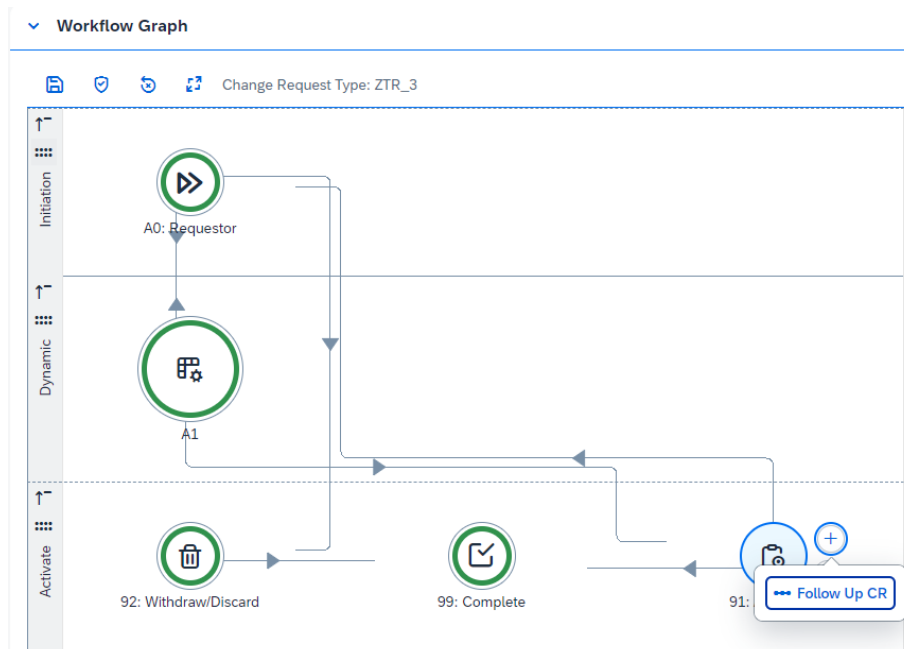 Workflow Graph
Change Request Type: ZTR_3
Initiation
A0: Requestor
Dynamic
A1
Activate
92: Withdraw/Discard
99: Complete
91:
Follow Up CR